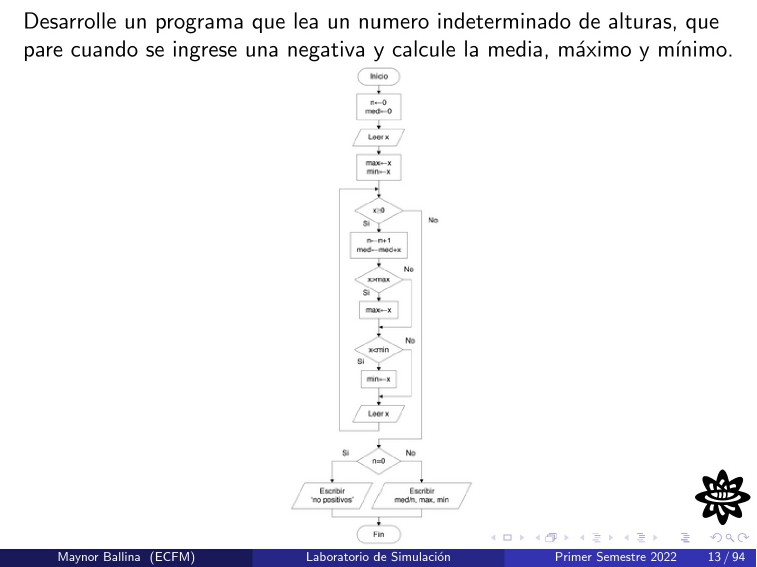 Desarrolle un programa que lea un numero indeterminado de alturas, que
pare cuando se ingrese una negativa y calcule la media, máximo y mínimo.
Inicio
n←0
med←0
Leer x
max←x
min←x
x≥0
No
Si
n←n+1
med←med+x
No
x>max
Si
max←x
No
x<min
Si
min←x
Leer x
Si
No
n=0
Escribir
'no positivos'
Escribir
med/n, max, min
Fin
Maynor Ballina (ECFM)
Laboratorio de Simulación
Primer Semestre 2022
13 / 94